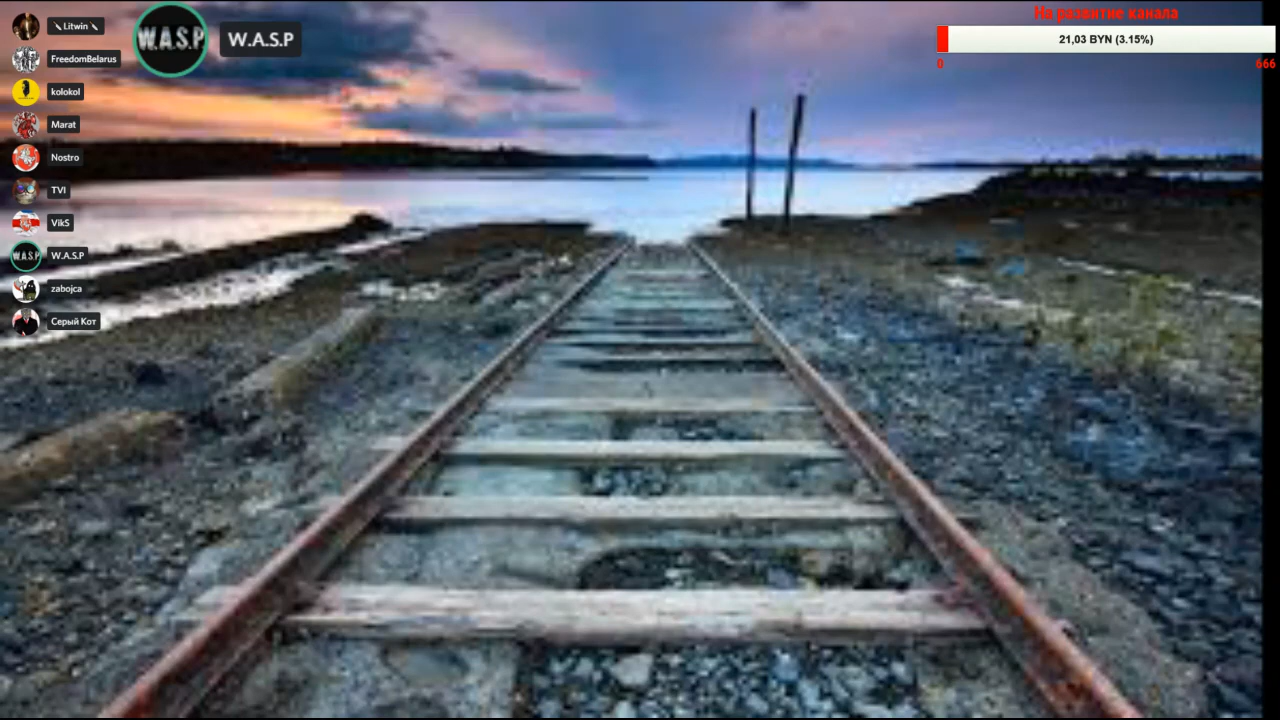 \Litwin\
FreedomBelarus
kolokol
Marat
Nostro
TVI
VikS
W.A.S.P W.A.S.P
zabojca
Серый Кот
W.A.S.P W.A.S.P
На развитие канала
21,03 BYN (3.15%)
0 666